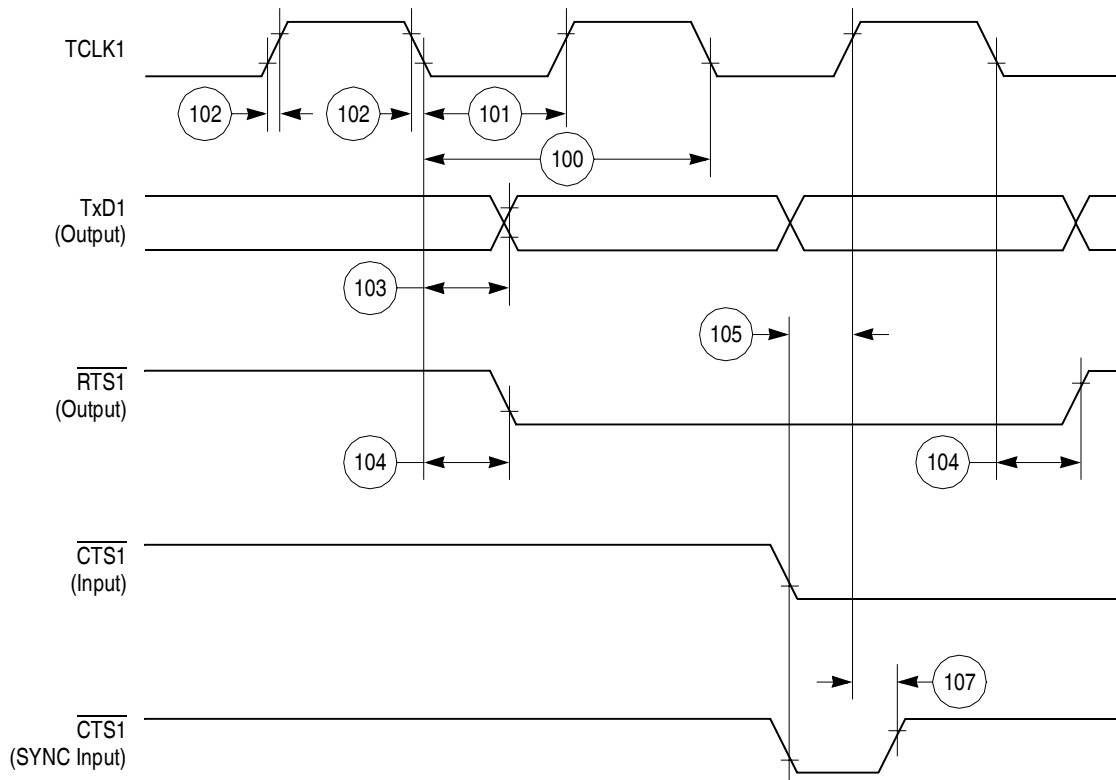 TCLK1
102
102
101
100
TxD1
(Output)
103
105
RTS1
(Output)
104
104
CTS1
(Input)
107
CTS1
(SYNC Input)